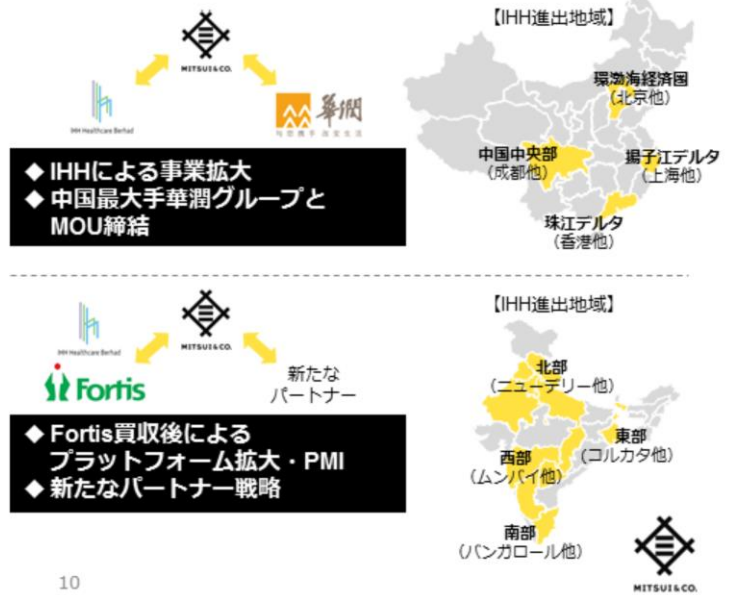 【IHH進出地域】
MITSUI & CO.
IHH Healthcare Berhad
華潤
与您携手 改变生活
環渤海経済圏
(北京他)
中国中央部
(成都他)
揚子江デルタ
(上海他)
珠江デルタ
(香港他)
◆ IHHによる事業拡大
◆ 中国最大手華潤グループと
MOU締結
【IHH進出地域】
IHH Healthcare Berhad
MITSUI & CO.
Fortis
新たな
パートナー
北部
(ニューデリー他)
東部
(コルカタ他)
西部
(ムンバイ他)
南部
(バンガロール他)
◆ Fortis買収後による
プラットフォーム拡大・PMI
◆ 新たなパートナー戦略
10
MITSUI & CO.